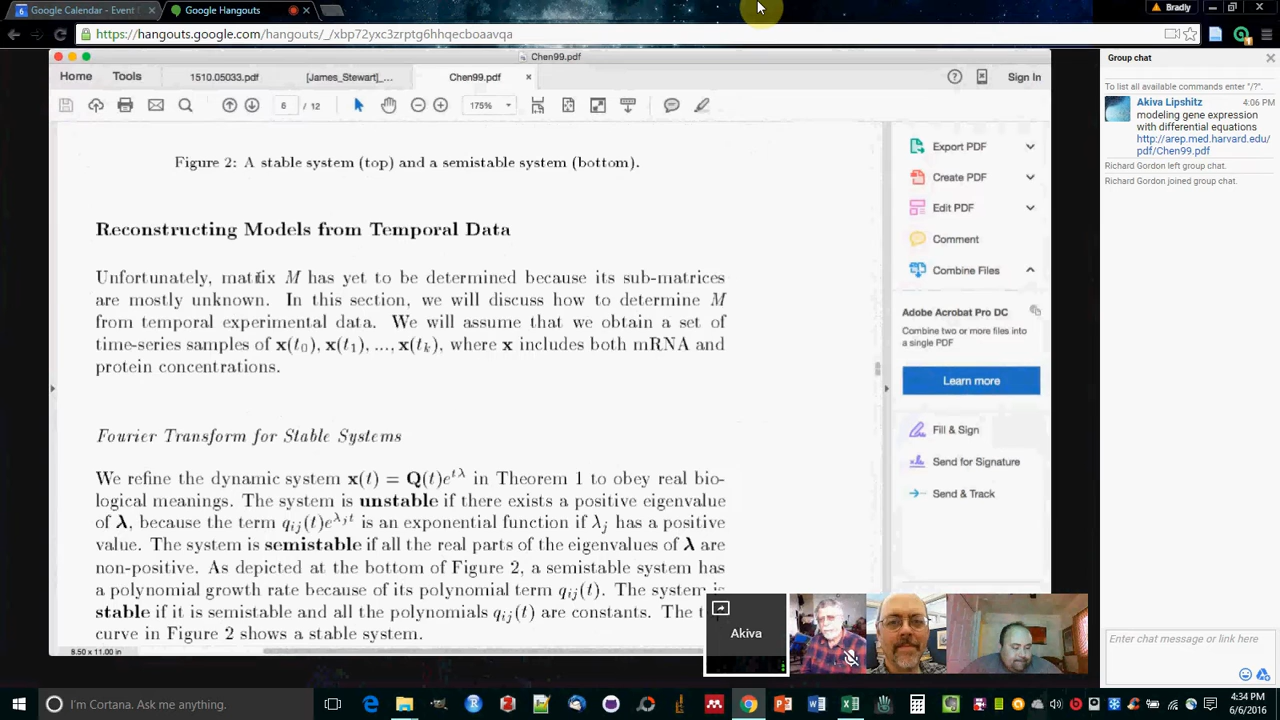 Google Calendar - Event
Google Hangouts
Bradly
https://hangouts.google.com/hangouts/_/xbp72yxc3zrptg6hhqecboaavqa
Chen99.pdf
Home
Tools
1510.05033.pdf
[James_Stewart]_...
Chen99.pdf
Sign In
6 / 12
175%
Figure 2: A stable system (top) and a semistable system (bottom).
Reconstructing Models from Temporal Data
Unfortunately, matrix M has yet to be determined because its sub-matrices
are mostly unknown. In this section, we will discuss how to determine M
from temporal experimental data. We will assume that we obtain a set of
time-series samples of x(t₀), x(t₁), ..., x(tₖ), where x includes both mRNA and
protein concentrations.
Fourier Transform for Stable Systems
We refine the dynamic system x(t) = Q(t)e^{tλ} in Theorem 1 to obey real bio-
logical meanings. The system is unstable if there exists a positive eigenvalue
of λ, because the term q_{ij}(t)e^{λ_j t} is an exponential function if λ_j has a positive
value. The system is semistable if all the real parts of the eigenvalues of λ are
non-positive. As depicted at the bottom of Figure 2, a semistable system has
a polynomial growth rate because of its polynomial term q_{ij}(t). The system is
stable if it is semistable and all the polynomials q_{ij}(t) are constants. The t
curve in Figure 2 shows a stable system.
8.50 x 11.00 in
Export PDF
Create PDF
Edit PDF
Comment
Combine Files
Adobe Acrobat Pro DC
Combine two or more files into
a single PDF
Learn more
Fill & Sign
Send for Signature
Send & Track
Akiva
Group chat
To list all available commands enter "/?".
Akiva Lipshitz 4:06 PM
modeling gene expression
with differential equations
http://arep.med.harvard.edu/
pdf/Chen99.pdf
Richard Gordon left group chat.
Richard Gordon joined group chat.
Enter chat message or link here
I'm Cortana. Ask me anything.
4:34 PM
6/6/2016